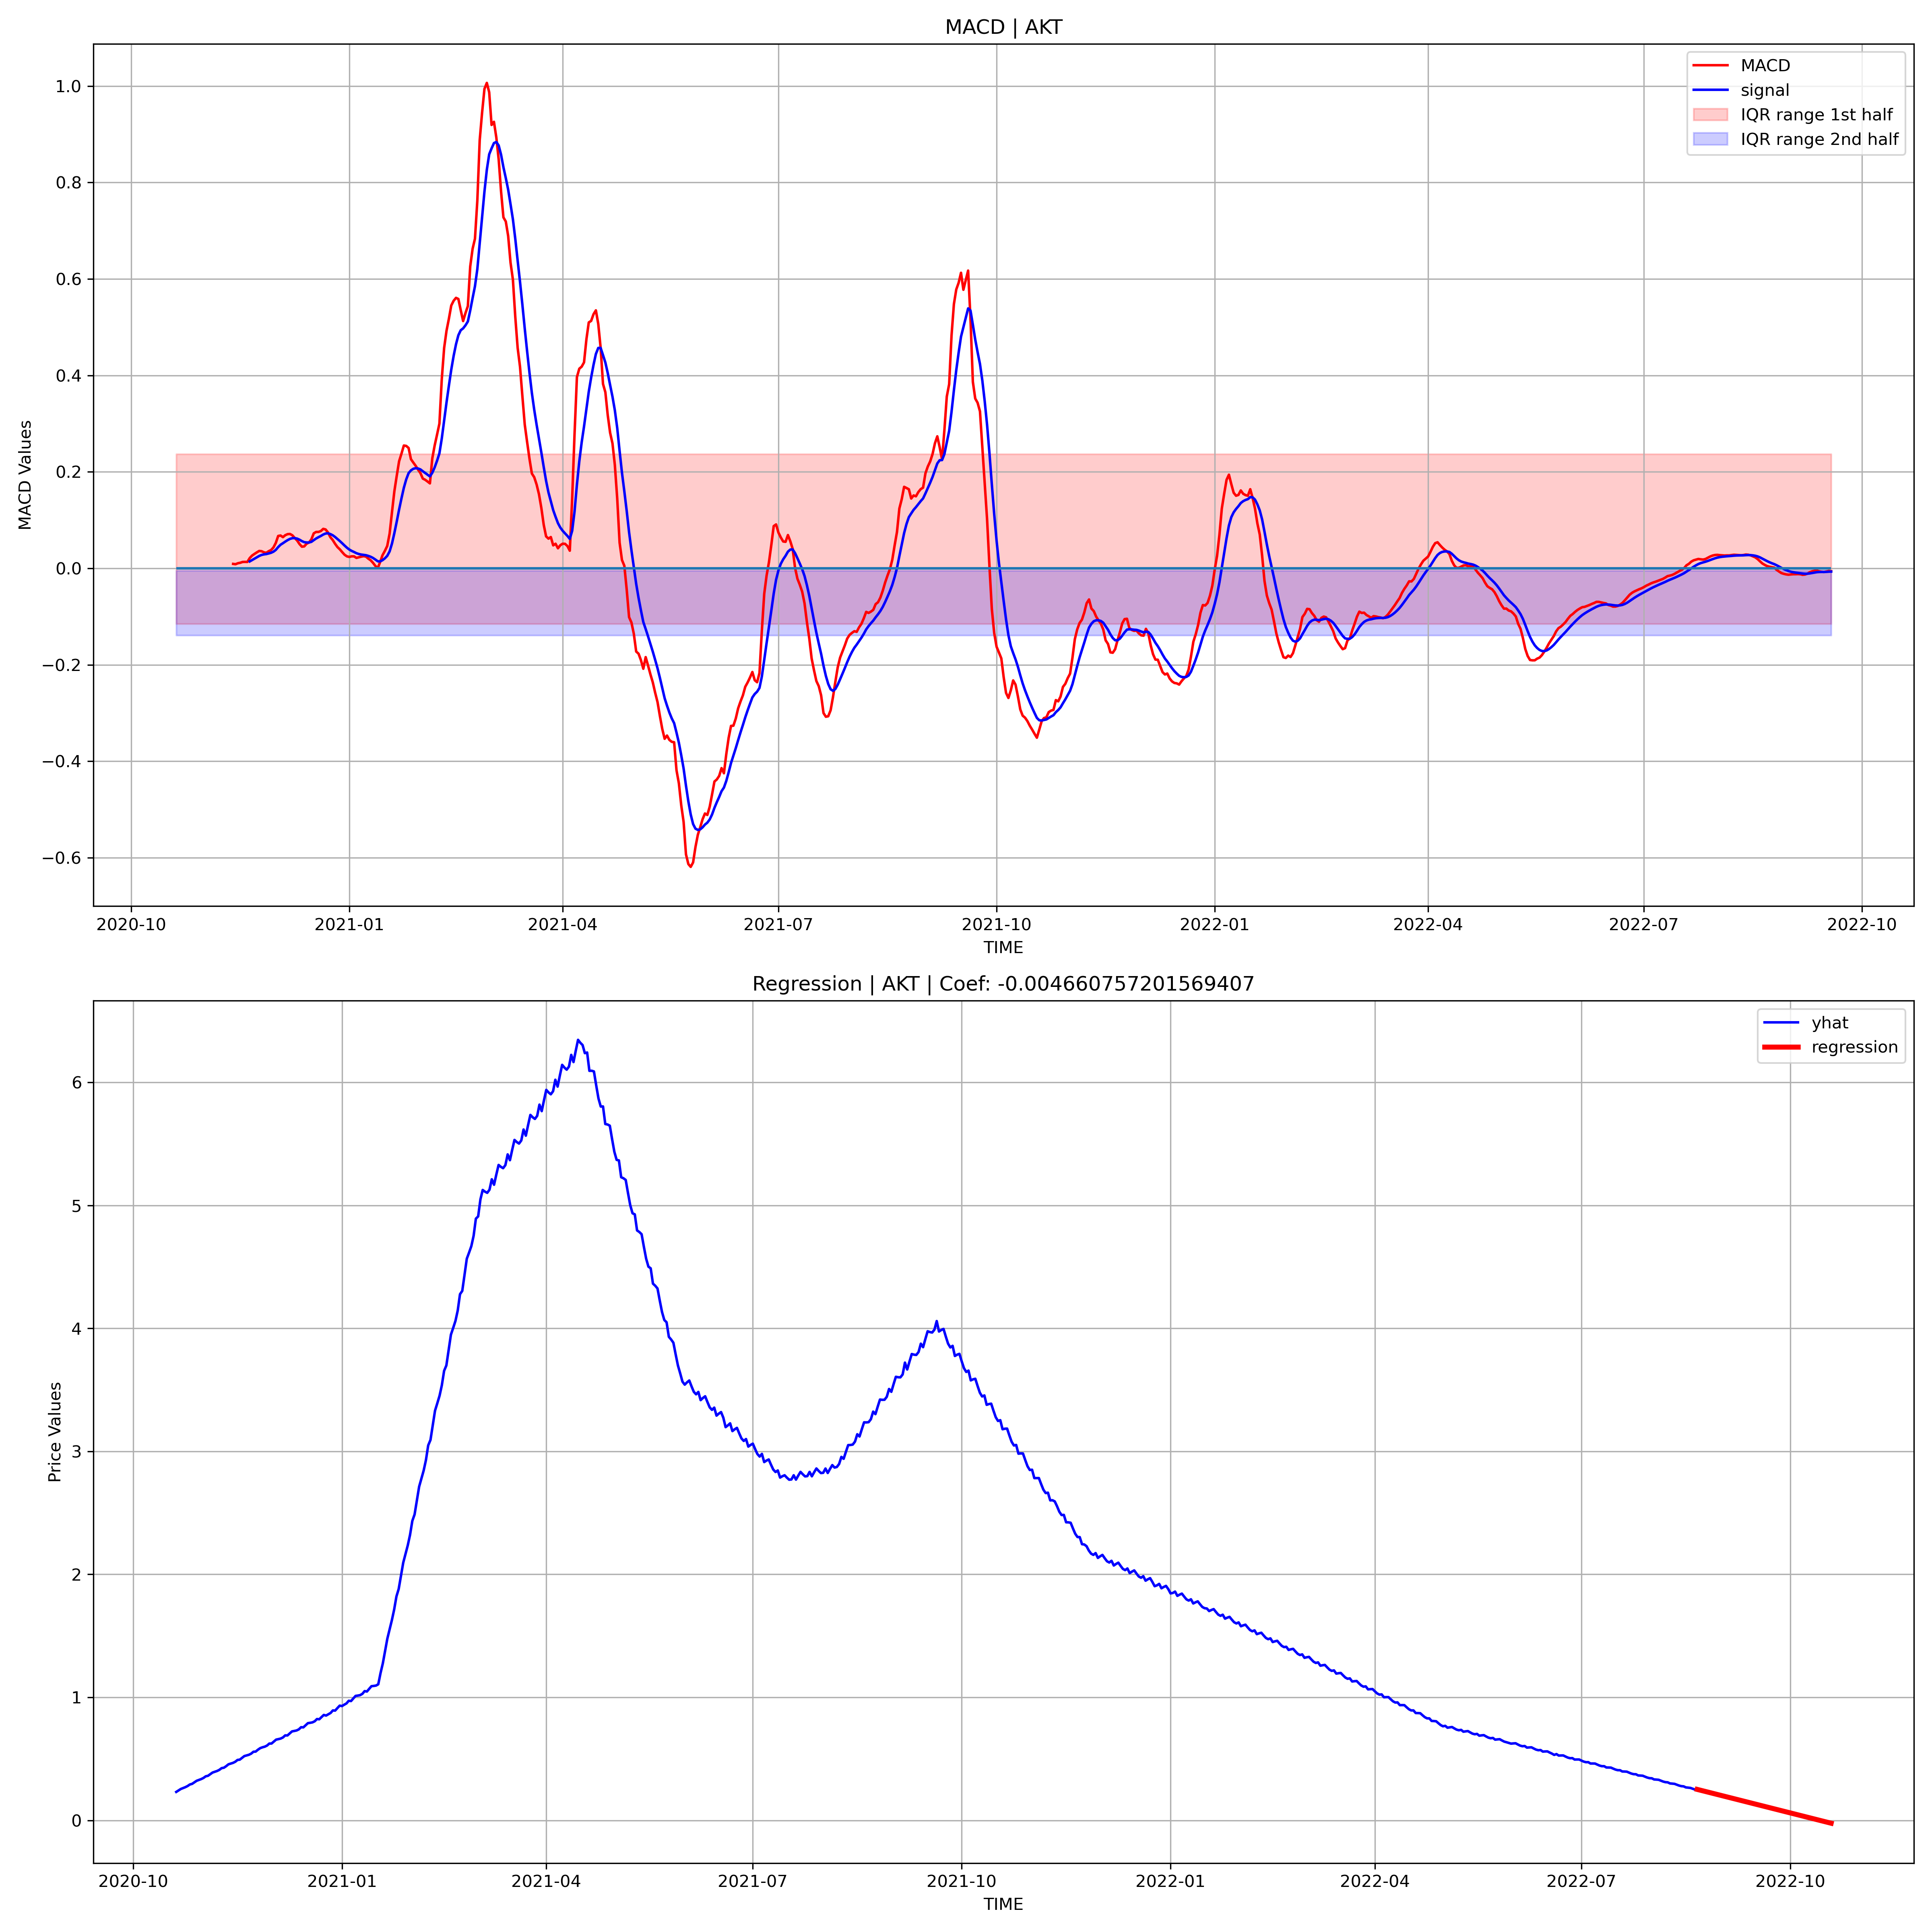 MACD | AKT
MACD
signal
IQR range 1st half
IQR range 2nd half
MACD Values
1.0
0.8
0.6
0.4
0.2
0.0
−0.2
−0.4
−0.6
2020-10 2021-01 2021-04 2021-07 2021-10 2022-01 2022-04 2022-07 2022-10
TIME
Regression | AKT | Coef: -0.004660757201569407
yhat
regression
Price Values
6
5
4
3
2
1
0
2020-10 2021-01 2021-04 2021-07 2021-10 2022-01 2022-04 2022-07 2022-10
TIME